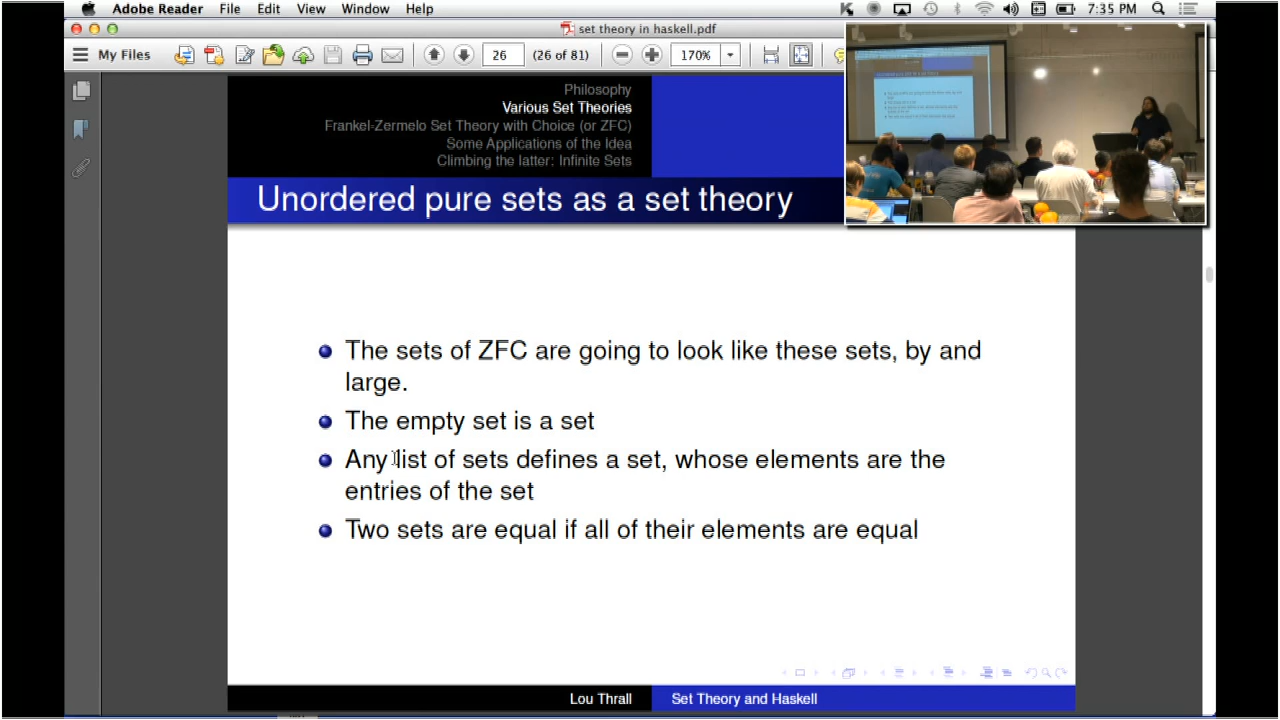 Adobe Reader File Edit View Window Help 7:35 PM
set theory in haskell.pdf
My Files 26 (26 of 81) 170%
Philosophy
Various Set Theories
Frankel-Zermelo Set Theory with Choice (or ZFC)
Some Applications of the Idea
Climbing the latter: Infinite Sets
Unordered pure sets as a set theory
The sets of ZFC are going to look like these sets, by and
large.
The empty set is a set
Any list of sets defines a set, whose elements are the
entries of the set
Two sets are equal if all of their elements are equal
Lou Thrall Set Theory and Haskell